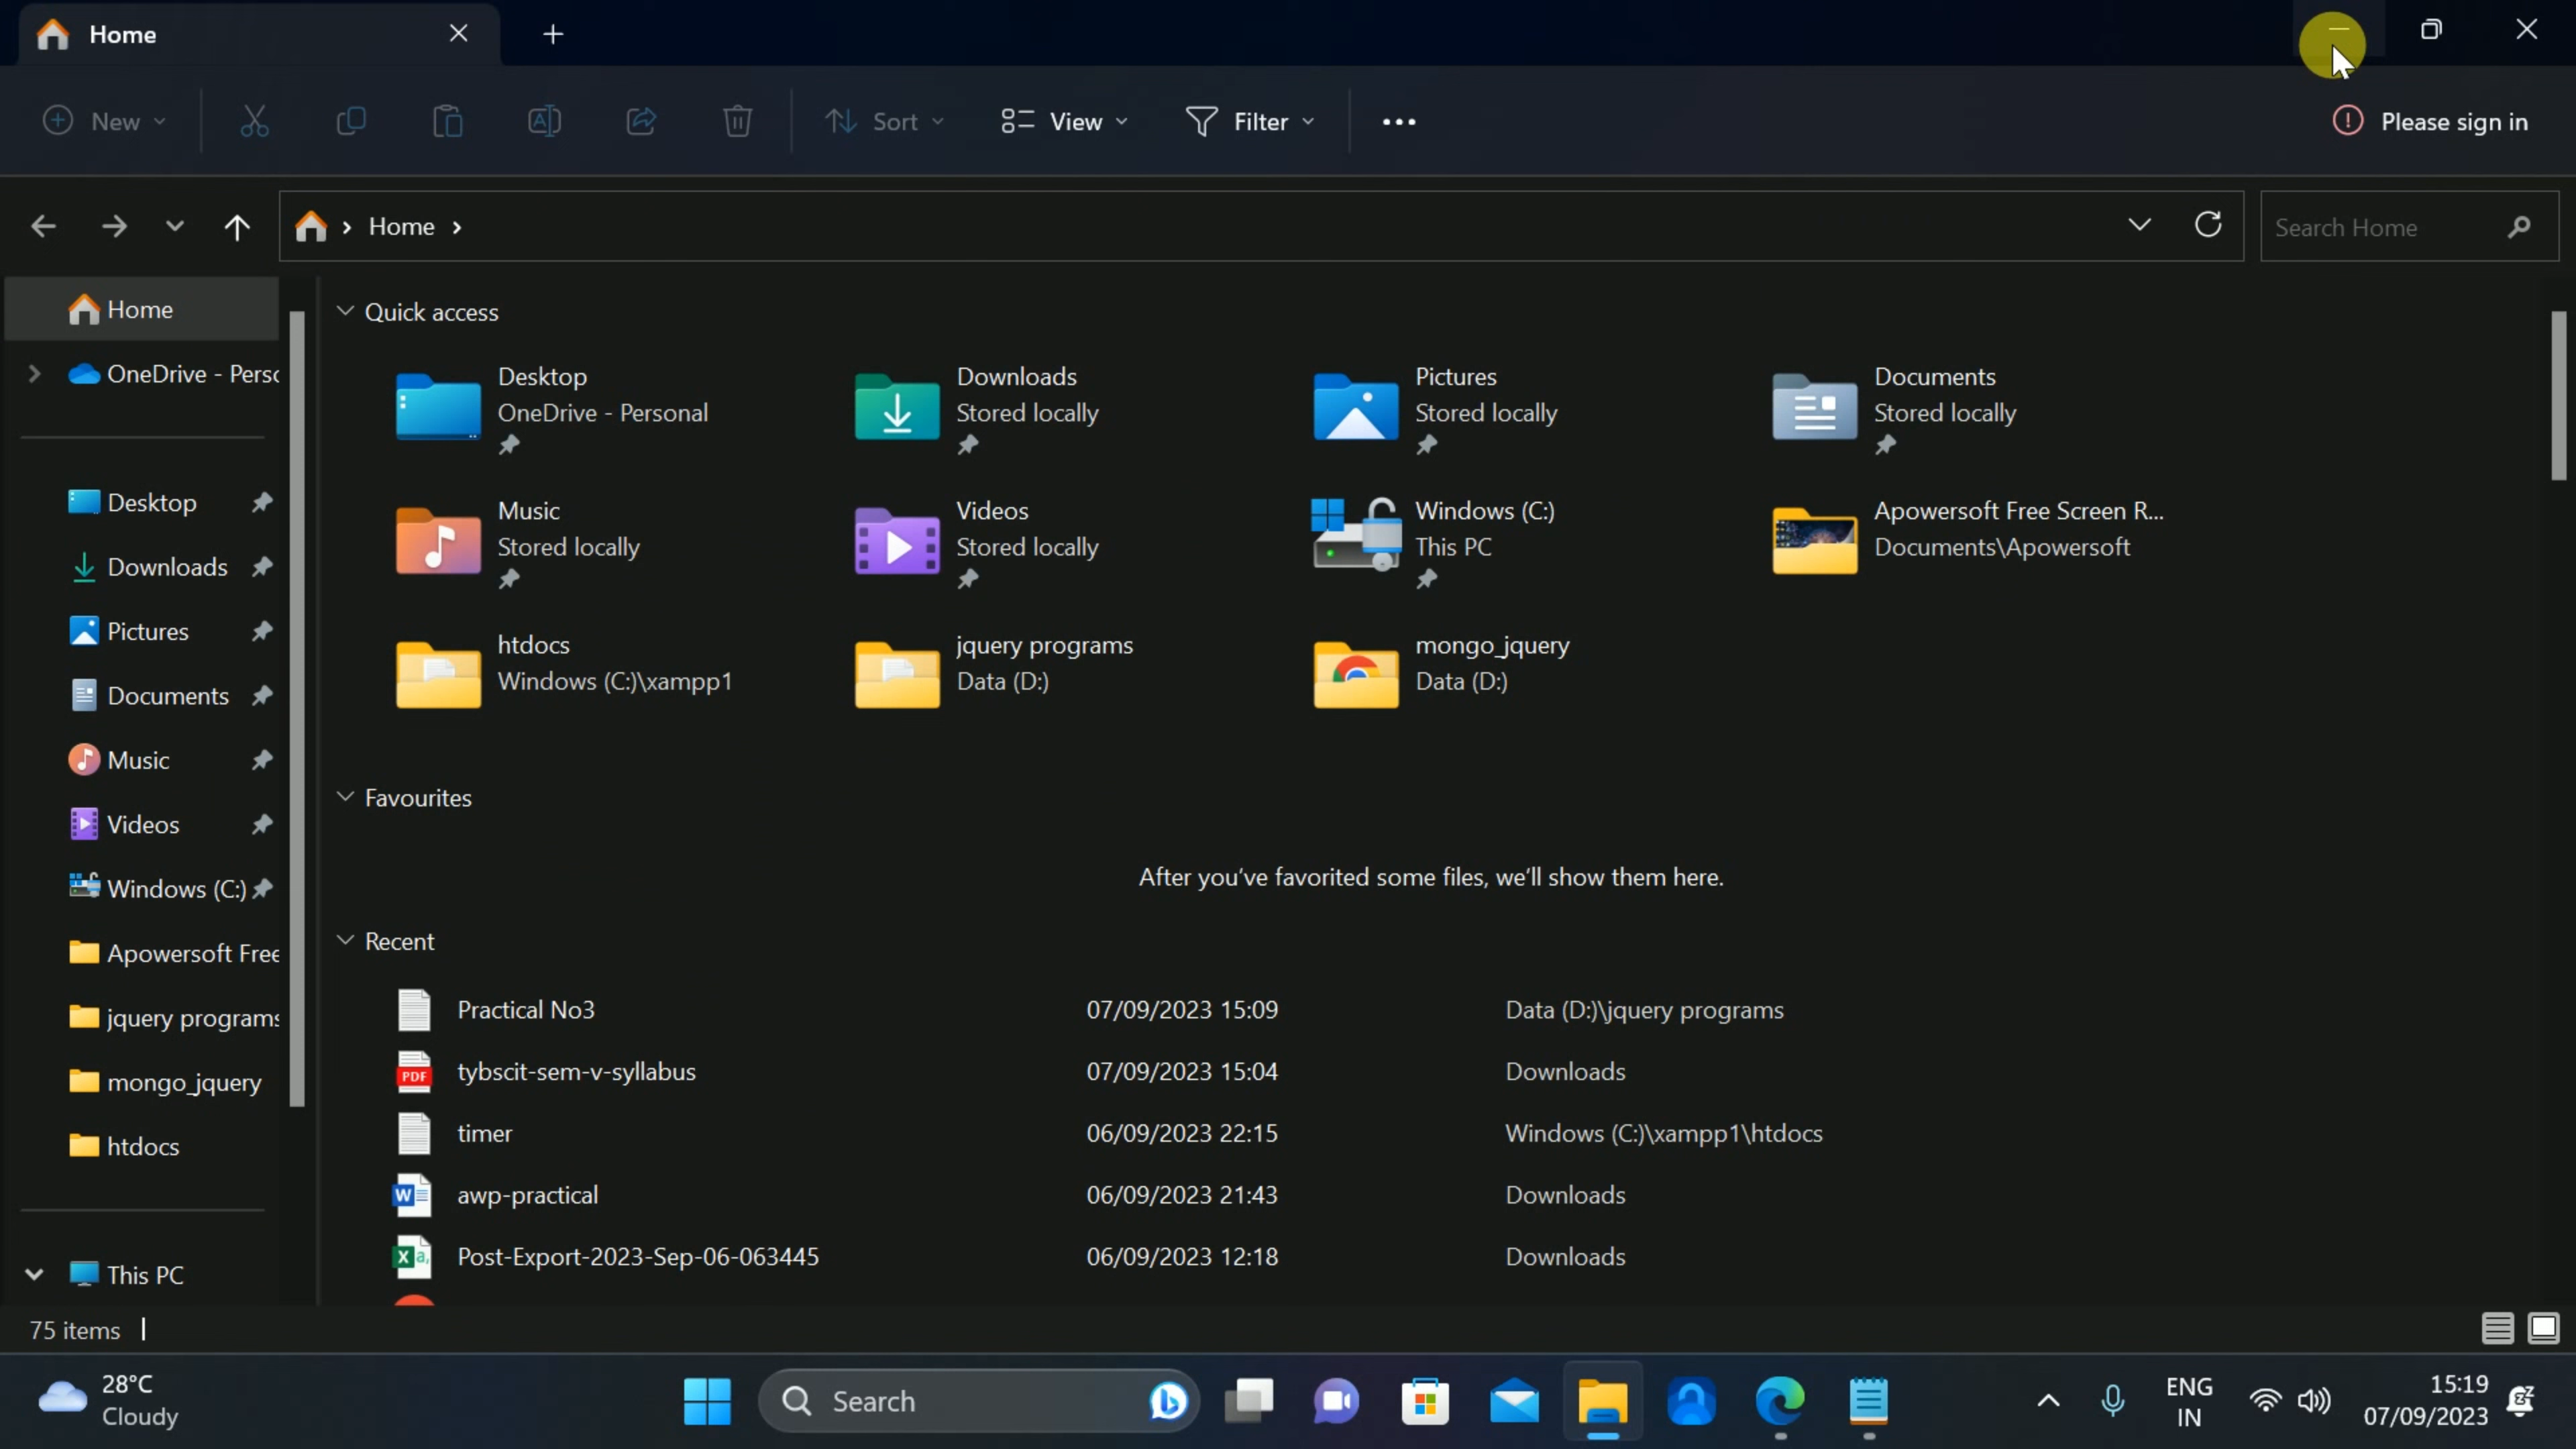 Home
New
Sort
View
Filter
Please sign in
Home
Search Home
Home
OneDrive - Perso
Desktop
Downloads
Pictures
Documents
Music
Videos
Windows (C:)
Apowersoft Free
jquery programs
mongo_jquery
htdocs
This PC
Quick access
Desktop
OneDrive - Personal
Downloads
Stored locally
Pictures
Stored locally
Documents
Stored locally
Music
Stored locally
Videos
Stored locally
Windows (C:)
This PC
Apowersoft Free Screen R...
Documents\Apowersoft
htdocs
Windows (C:)\xampp1
jquery programs
Data (D:)
mongo_jquery
Data (D:)
Favourites
After you've favorited some files, we'll show them here.
Recent
Practical No3 07/09/2023 15:09 Data (D:)\jquery programs
PDF tybscit-sem-v-syllabus 07/09/2023 15:04 Downloads
timer 06/09/2023 22:15 Windows (C:)\xampp1\htdocs
awp-practical 06/09/2023 21:43 Downloads
Post-Export-2023-Sep-06-063445 06/09/2023 12:18 Downloads
75 items
28°C
Cloudy
Search
ENG
IN
15:19
07/09/2023